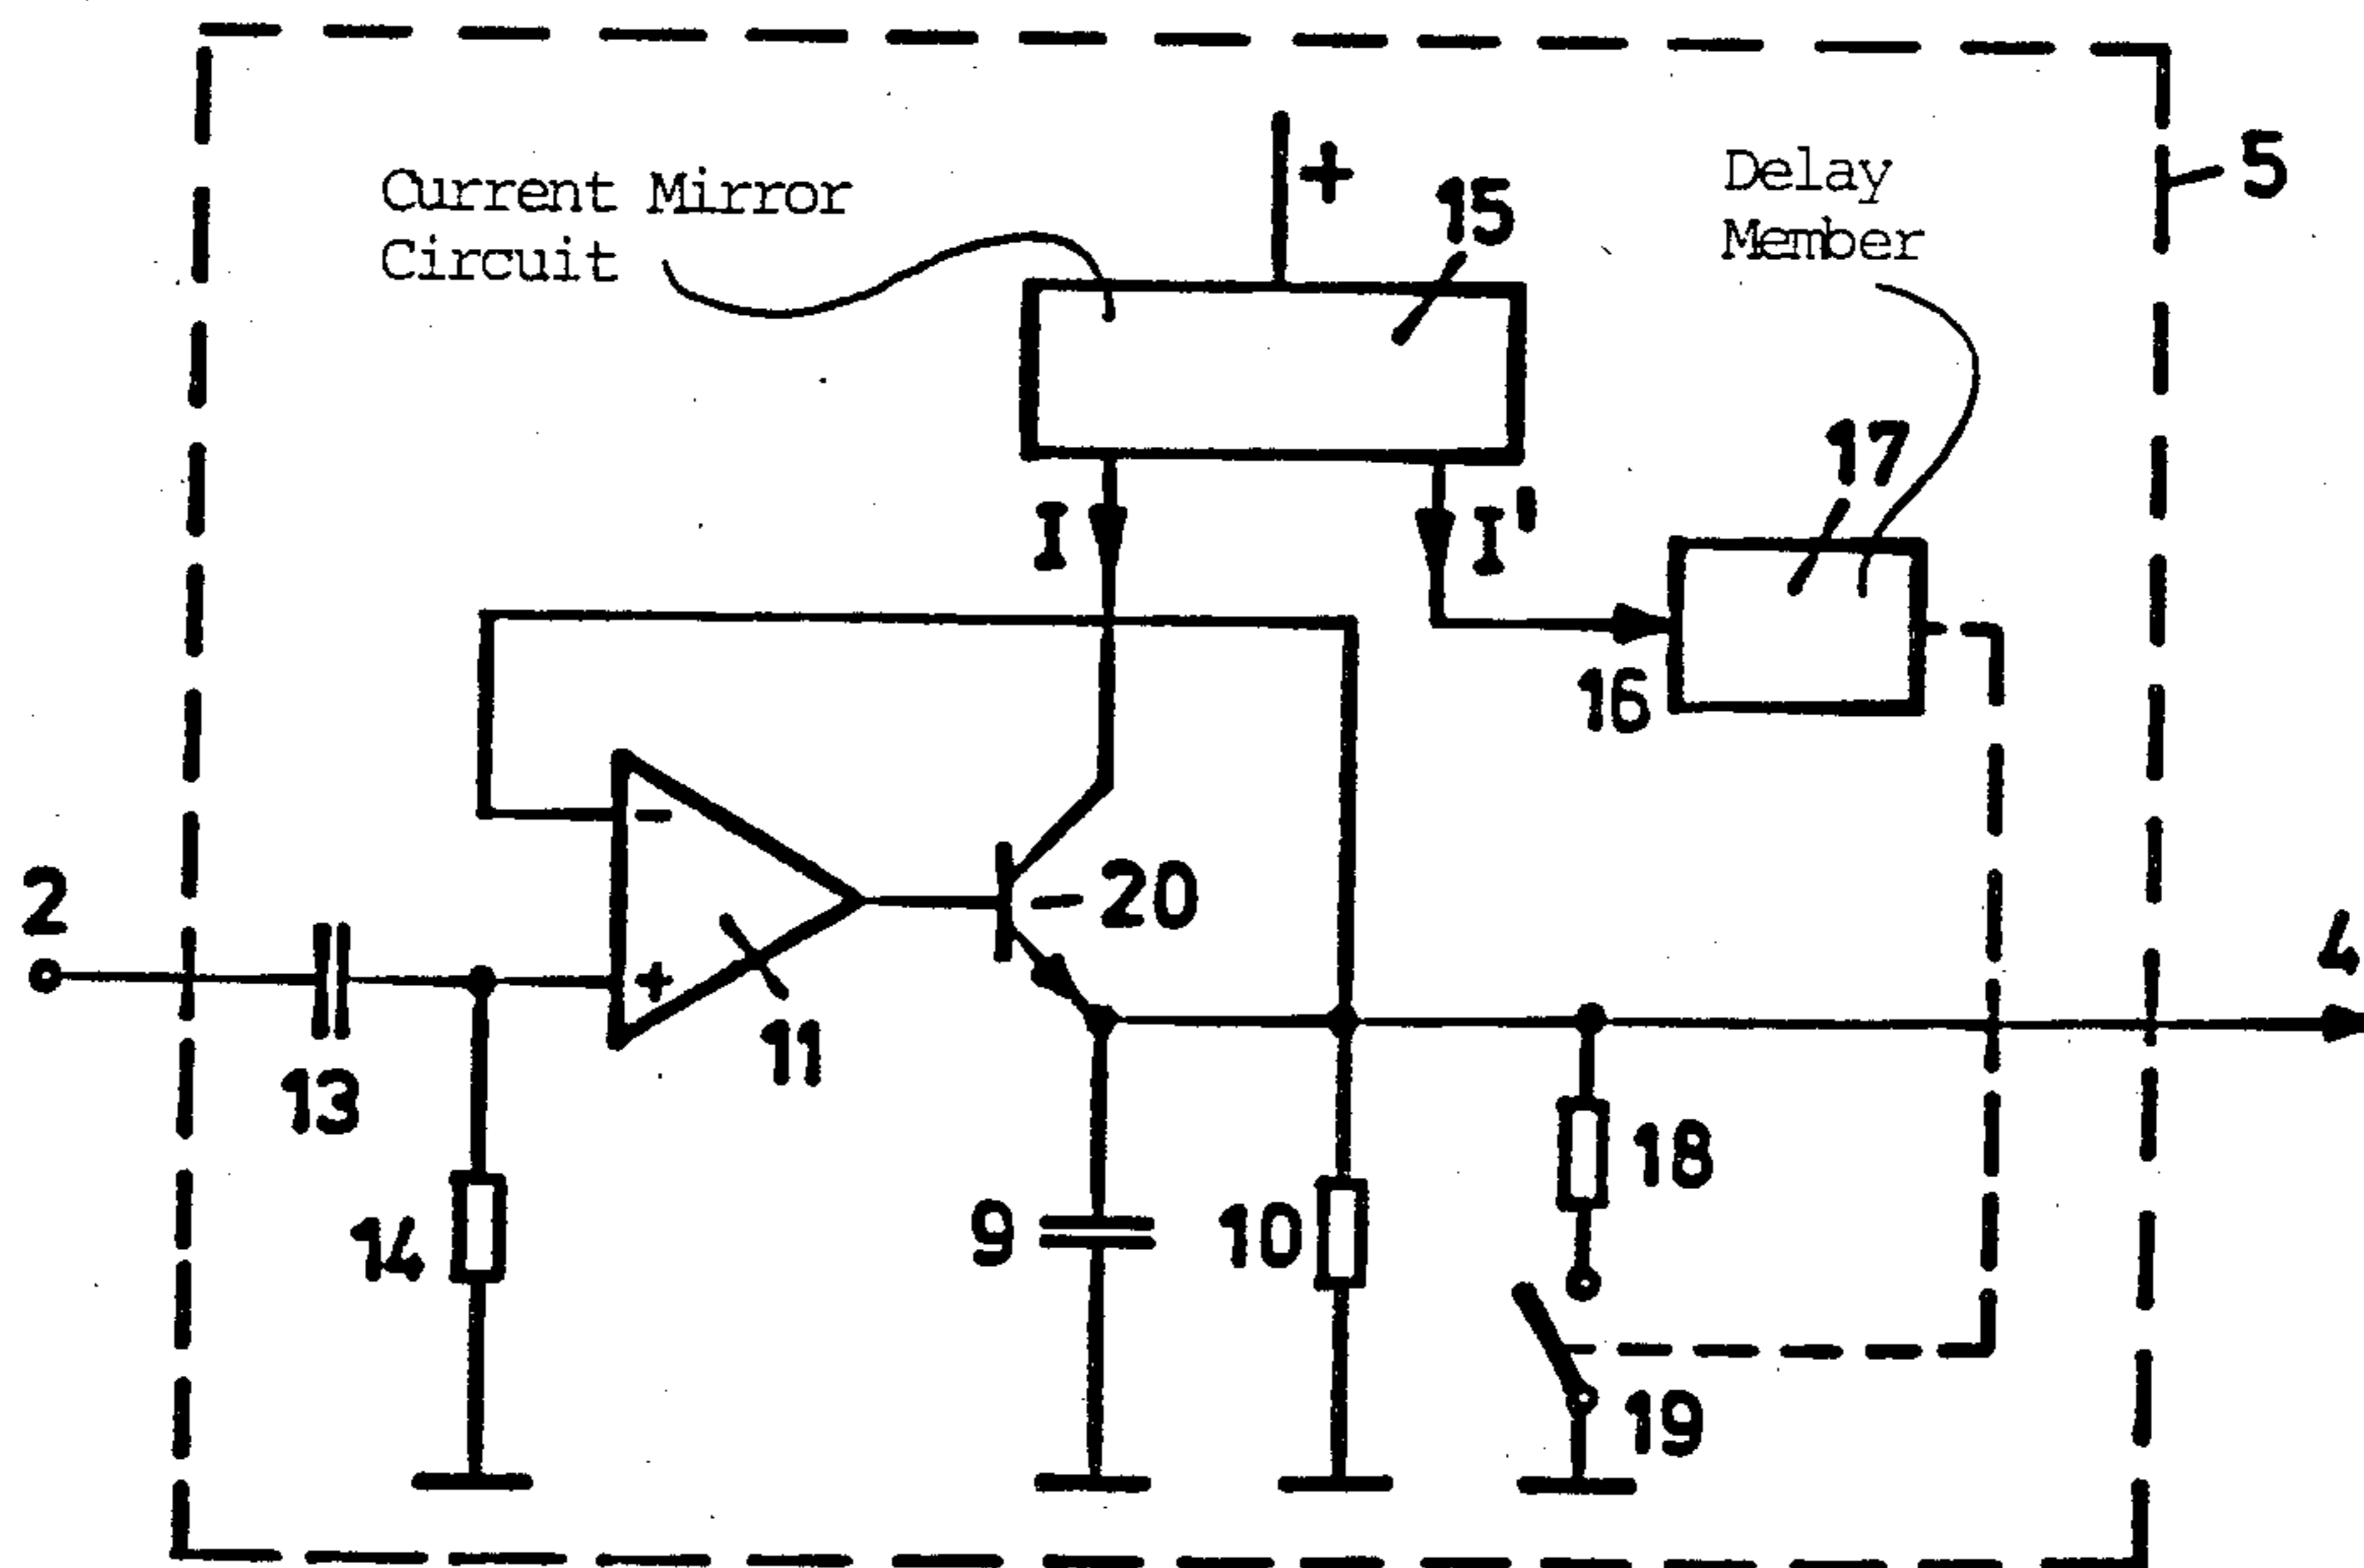 Current Mirror
Circuit
+
15
Delay
Member
5
I
I'
17
16
-
2
+
20
4
11
13
14
9
10
18
19